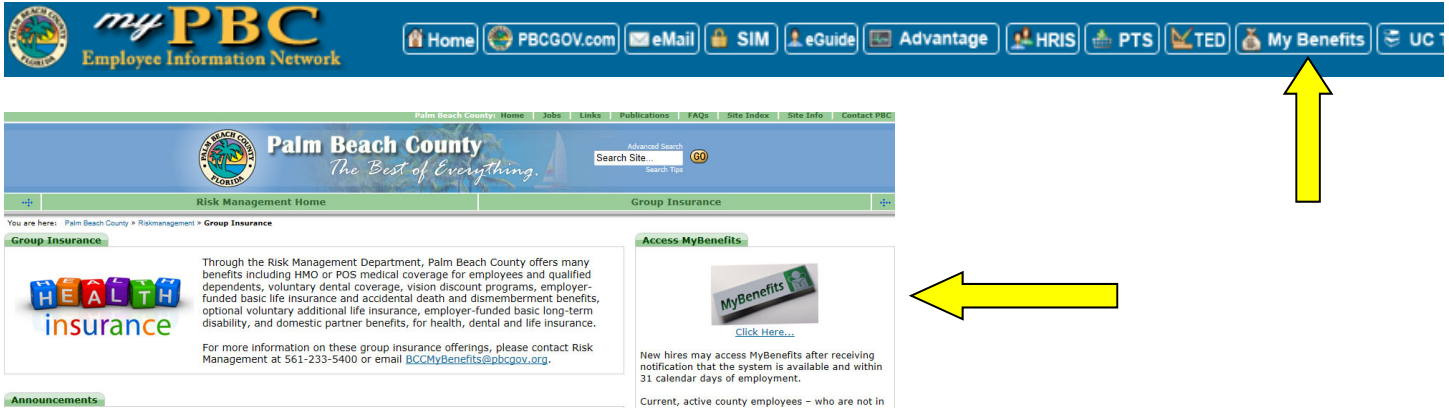 my PBC
Employee Information Network
Home
PBCGOV.com
eMail
SIM
eGuide
Advantage
HRIS
PTS
TED
My Benefits
UC T
Palm Beach County: Home | Jobs | Links | Publications | FAQs | Site Index | Site Info | Contact PBC
Palm Beach County
The Best of Everything.
Advanced Search
Search Site...
GO
Search Tips
Risk Management Home
Group Insurance
You are here: Palm Beach County » Riskmanagement » Group Insurance
Group Insurance
HEALTH
insurance
Through the Risk Management Department, Palm Beach County offers many
benefits including HMO or POS medical coverage for employees and qualified
dependents, voluntary dental coverage, vision discount programs, employer-
funded basic life insurance and accidental death and dismemberment benefits,
optional voluntary additional life insurance, employer-funded basic long-term
disability, and domestic partner benefits, for health, dental and life insurance.
For more information on these group insurance offerings, please contact Risk
Management at 561-233-5400 or email BCCMyBenefits@pbcgov.org.
Announcements
Access MyBenefits
MyBenefits
Click Here...
New hires may access MyBenefits after receiving
notification that the system is available and within
31 calendar days of employment.
Current, active county employees – who are not in